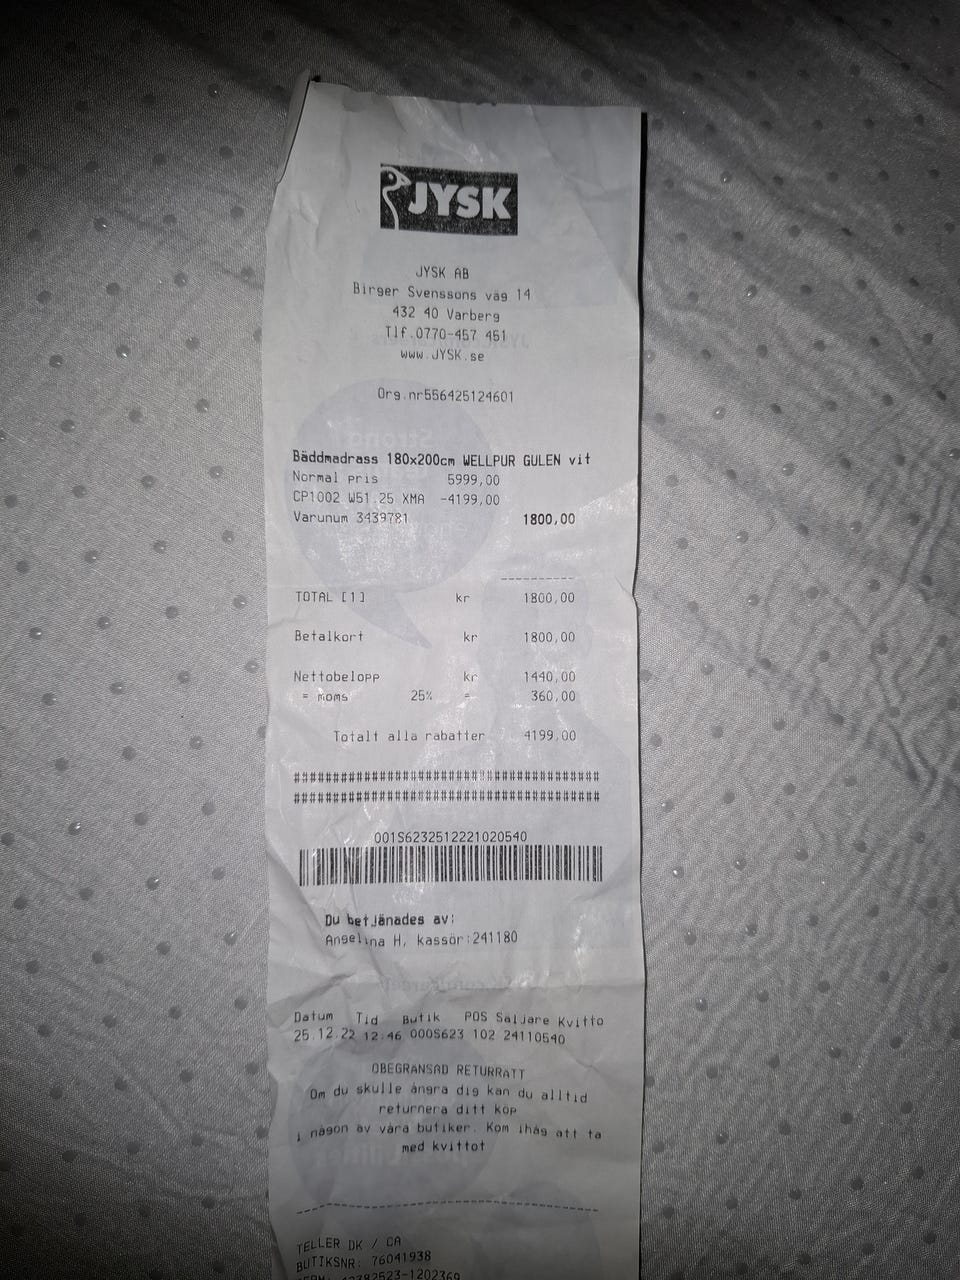 JYSK
JYSK AB
Birger Svenssons väg 14
432 40 Varberg
Tlf.0770-457 451
www.JYSK.se
Org.nr556425124601
Bäddmadrass 180x200cm WELLPUR GULEN vit
Normal pris 5999,00
CP1002 W51.25 XMA -4199,00
Varunum 3439781 1800,00
----------
TOTAL [1] kr 1800,00
Betalkort kr 1800,00
Nettobelopp kr 1440,00
= moms 25% = 360,00
Totalt alla rabatter 4199,00
########################################
########################################
001S6232512221020540
Du betjänades av:
Angelina H, kassör:241180
Datum Tid Butik POS Säljare Kvitto
25.12.22 12:46 000S623 102 24110540
OBEGRÄNSAD RETURRÄTT
Om du skulle ångra dig kan du alltid
returnera ditt köp
i någon av våra butiker. Kom ihåg att ta
med kvittot
----------------------------------------
TELLER DK / CA
BUTIKSNR: 76041938
42382523-1202369